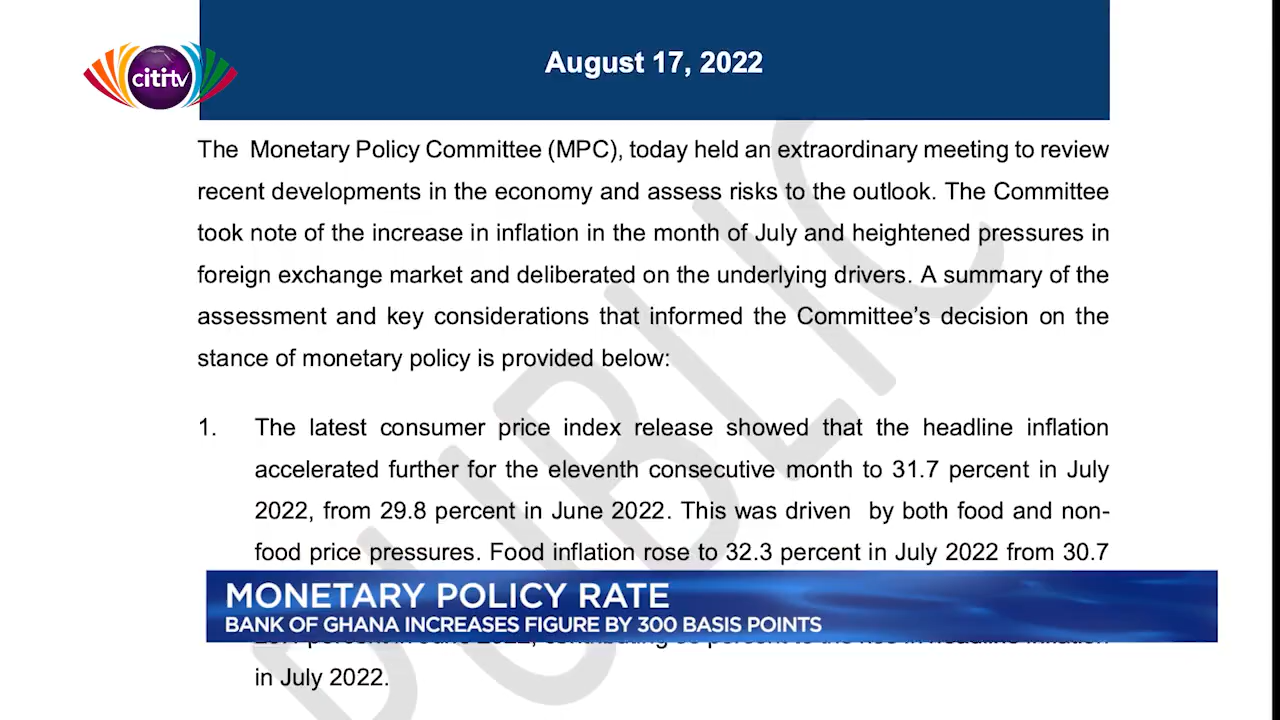 citi tv
August 17, 2022
The Monetary Policy Committee (MPC), today held an extraordinary meeting to review
recent developments in the economy and assess risks to the outlook. The Committee
took note of the increase in inflation in the month of July and heightened pressures in
foreign exchange market and deliberated on the underlying drivers. A summary of the
assessment and key considerations that informed the Committee’s decision on the
stance of monetary policy is provided below:
1. The latest consumer price index release showed that the headline inflation
accelerated further for the eleventh consecutive month to 31.7 percent in July
2022, from 29.8 percent in June 2022. This was driven by both food and non-
food price pressures. Food inflation rose to 32.3 percent in July 2022 from 30.7
MONETARY POLICY RATE
BANK OF GHANA INCREASES FIGURE BY 300 BASIS POINTS
in July 2022.
PUBLIC